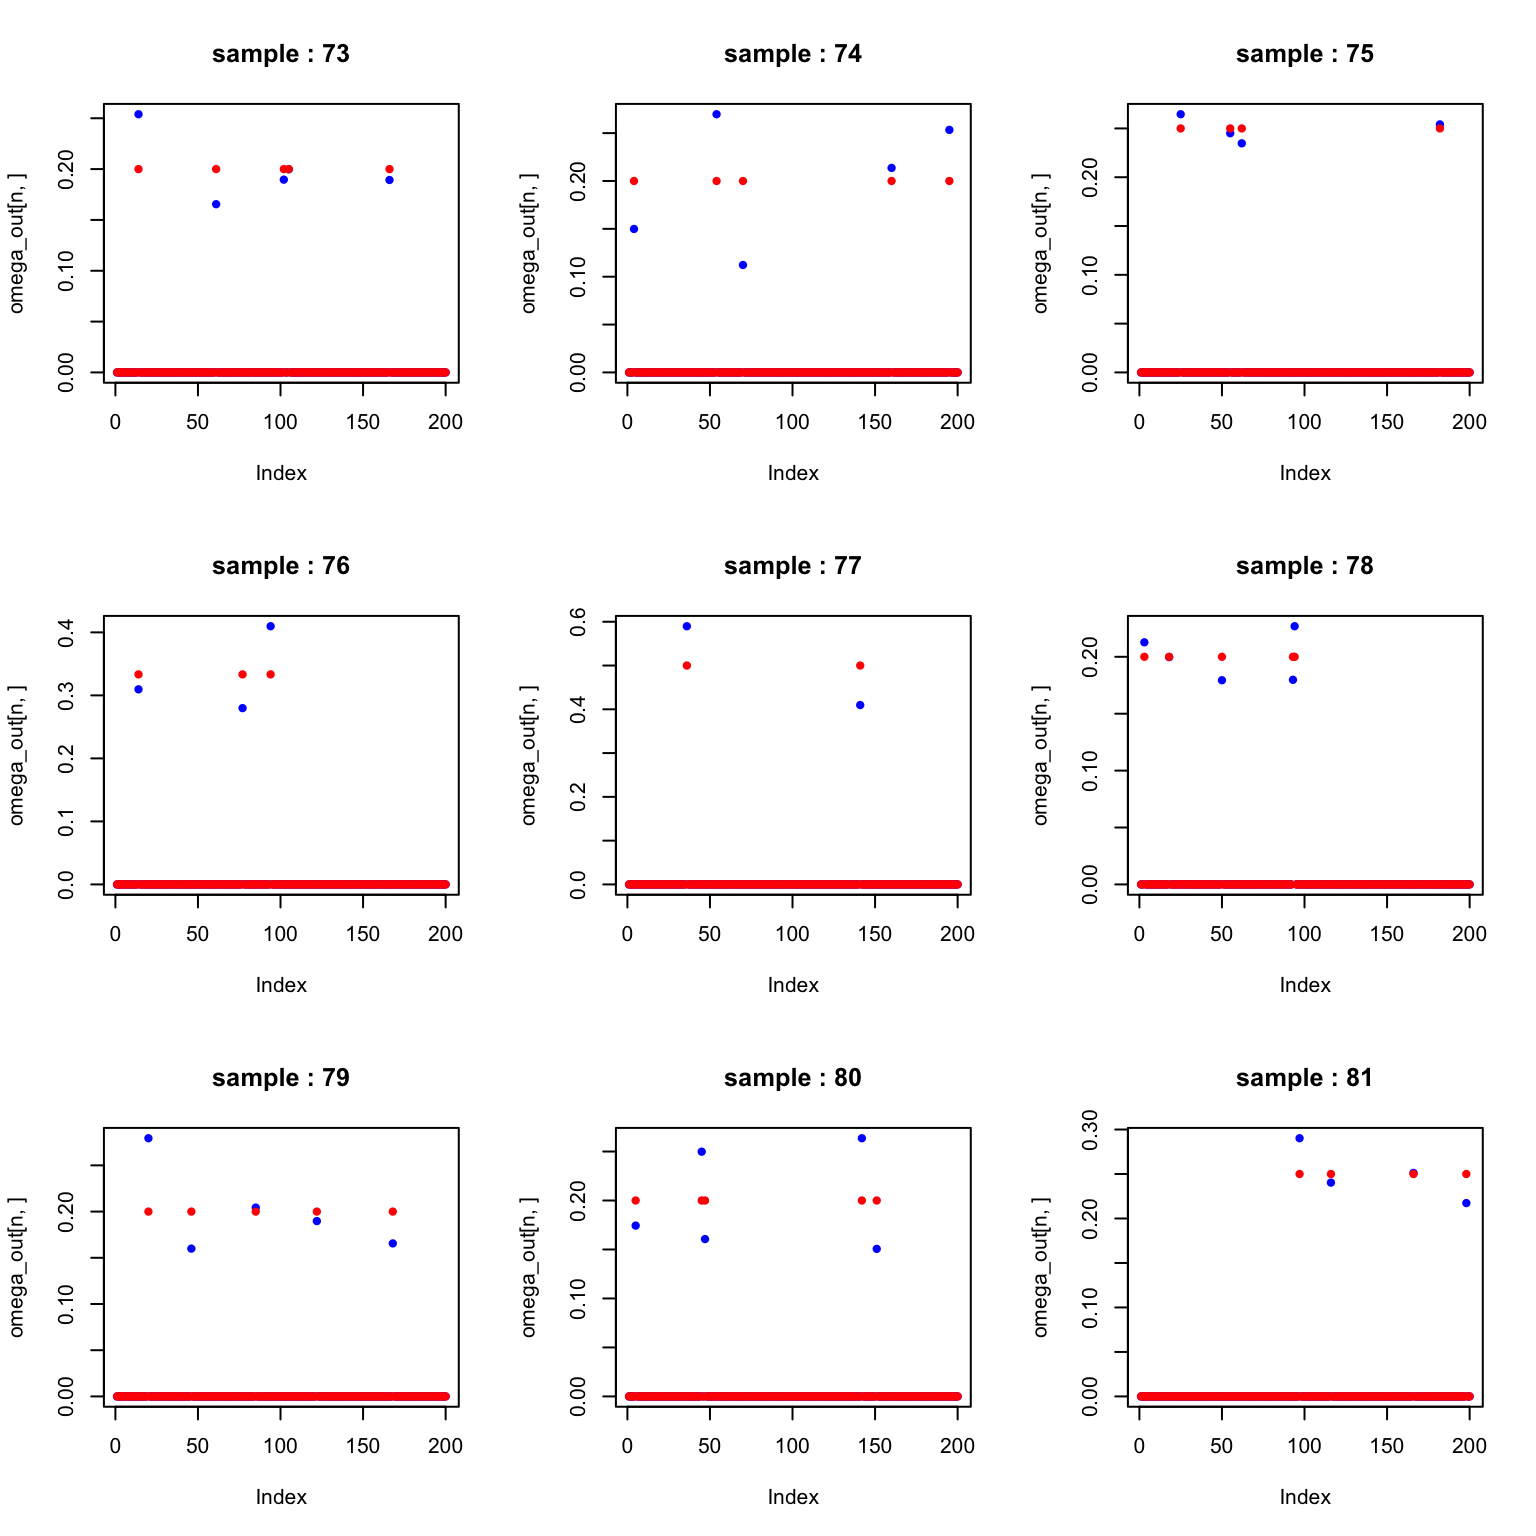 sample : 73
omega_out[n, ]
0.00 0.10 0.20
0 50 100 150 200
Index
sample : 74
omega_out[n, ]
0.00 0.10 0.20
0 50 100 150 200
Index
sample : 75
omega_out[n, ]
0.00 0.10 0.20
0 50 100 150 200
Index
sample : 76
omega_out[n, ]
0.0 0.1 0.2 0.3 0.4
0 50 100 150 200
Index
sample : 77
omega_out[n, ]
0.0 0.2 0.4 0.6
0 50 100 150 200
Index
sample : 78
omega_out[n, ]
0.00 0.10 0.20
0 50 100 150 200
Index
sample : 79
omega_out[n, ]
0.00 0.10 0.20
0 50 100 150 200
Index
sample : 80
omega_out[n, ]
0.00 0.10 0.20
0 50 100 150 200
Index
sample : 81
omega_out[n, ]
0.00 0.10 0.20 0.30
0 50 100 150 200
Index